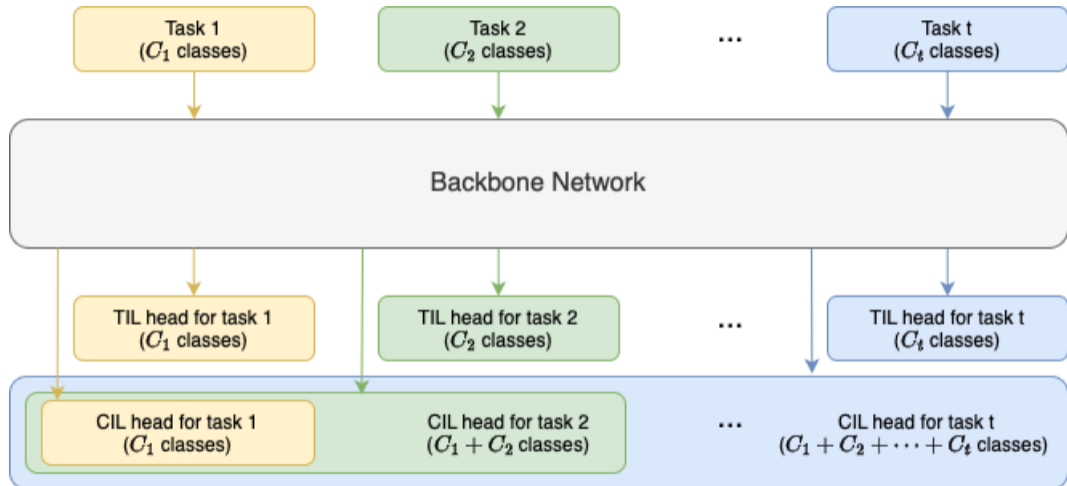 Task 1
(C₁ classes)
Task 2
(C₂ classes)
...
Task t
(Cₜ classes)
Backbone Network
TIL head for task 1
(C₁ classes)
TIL head for task 2
(C₂ classes)
...
TIL head for task t
(Cₜ classes)
CIL head for task 1
(C₁ classes)
CIL head for task 2
(C₁ + C₂ classes)
...
CIL head for task t
(C₁ + C₂ + ··· + Cₜ classes)